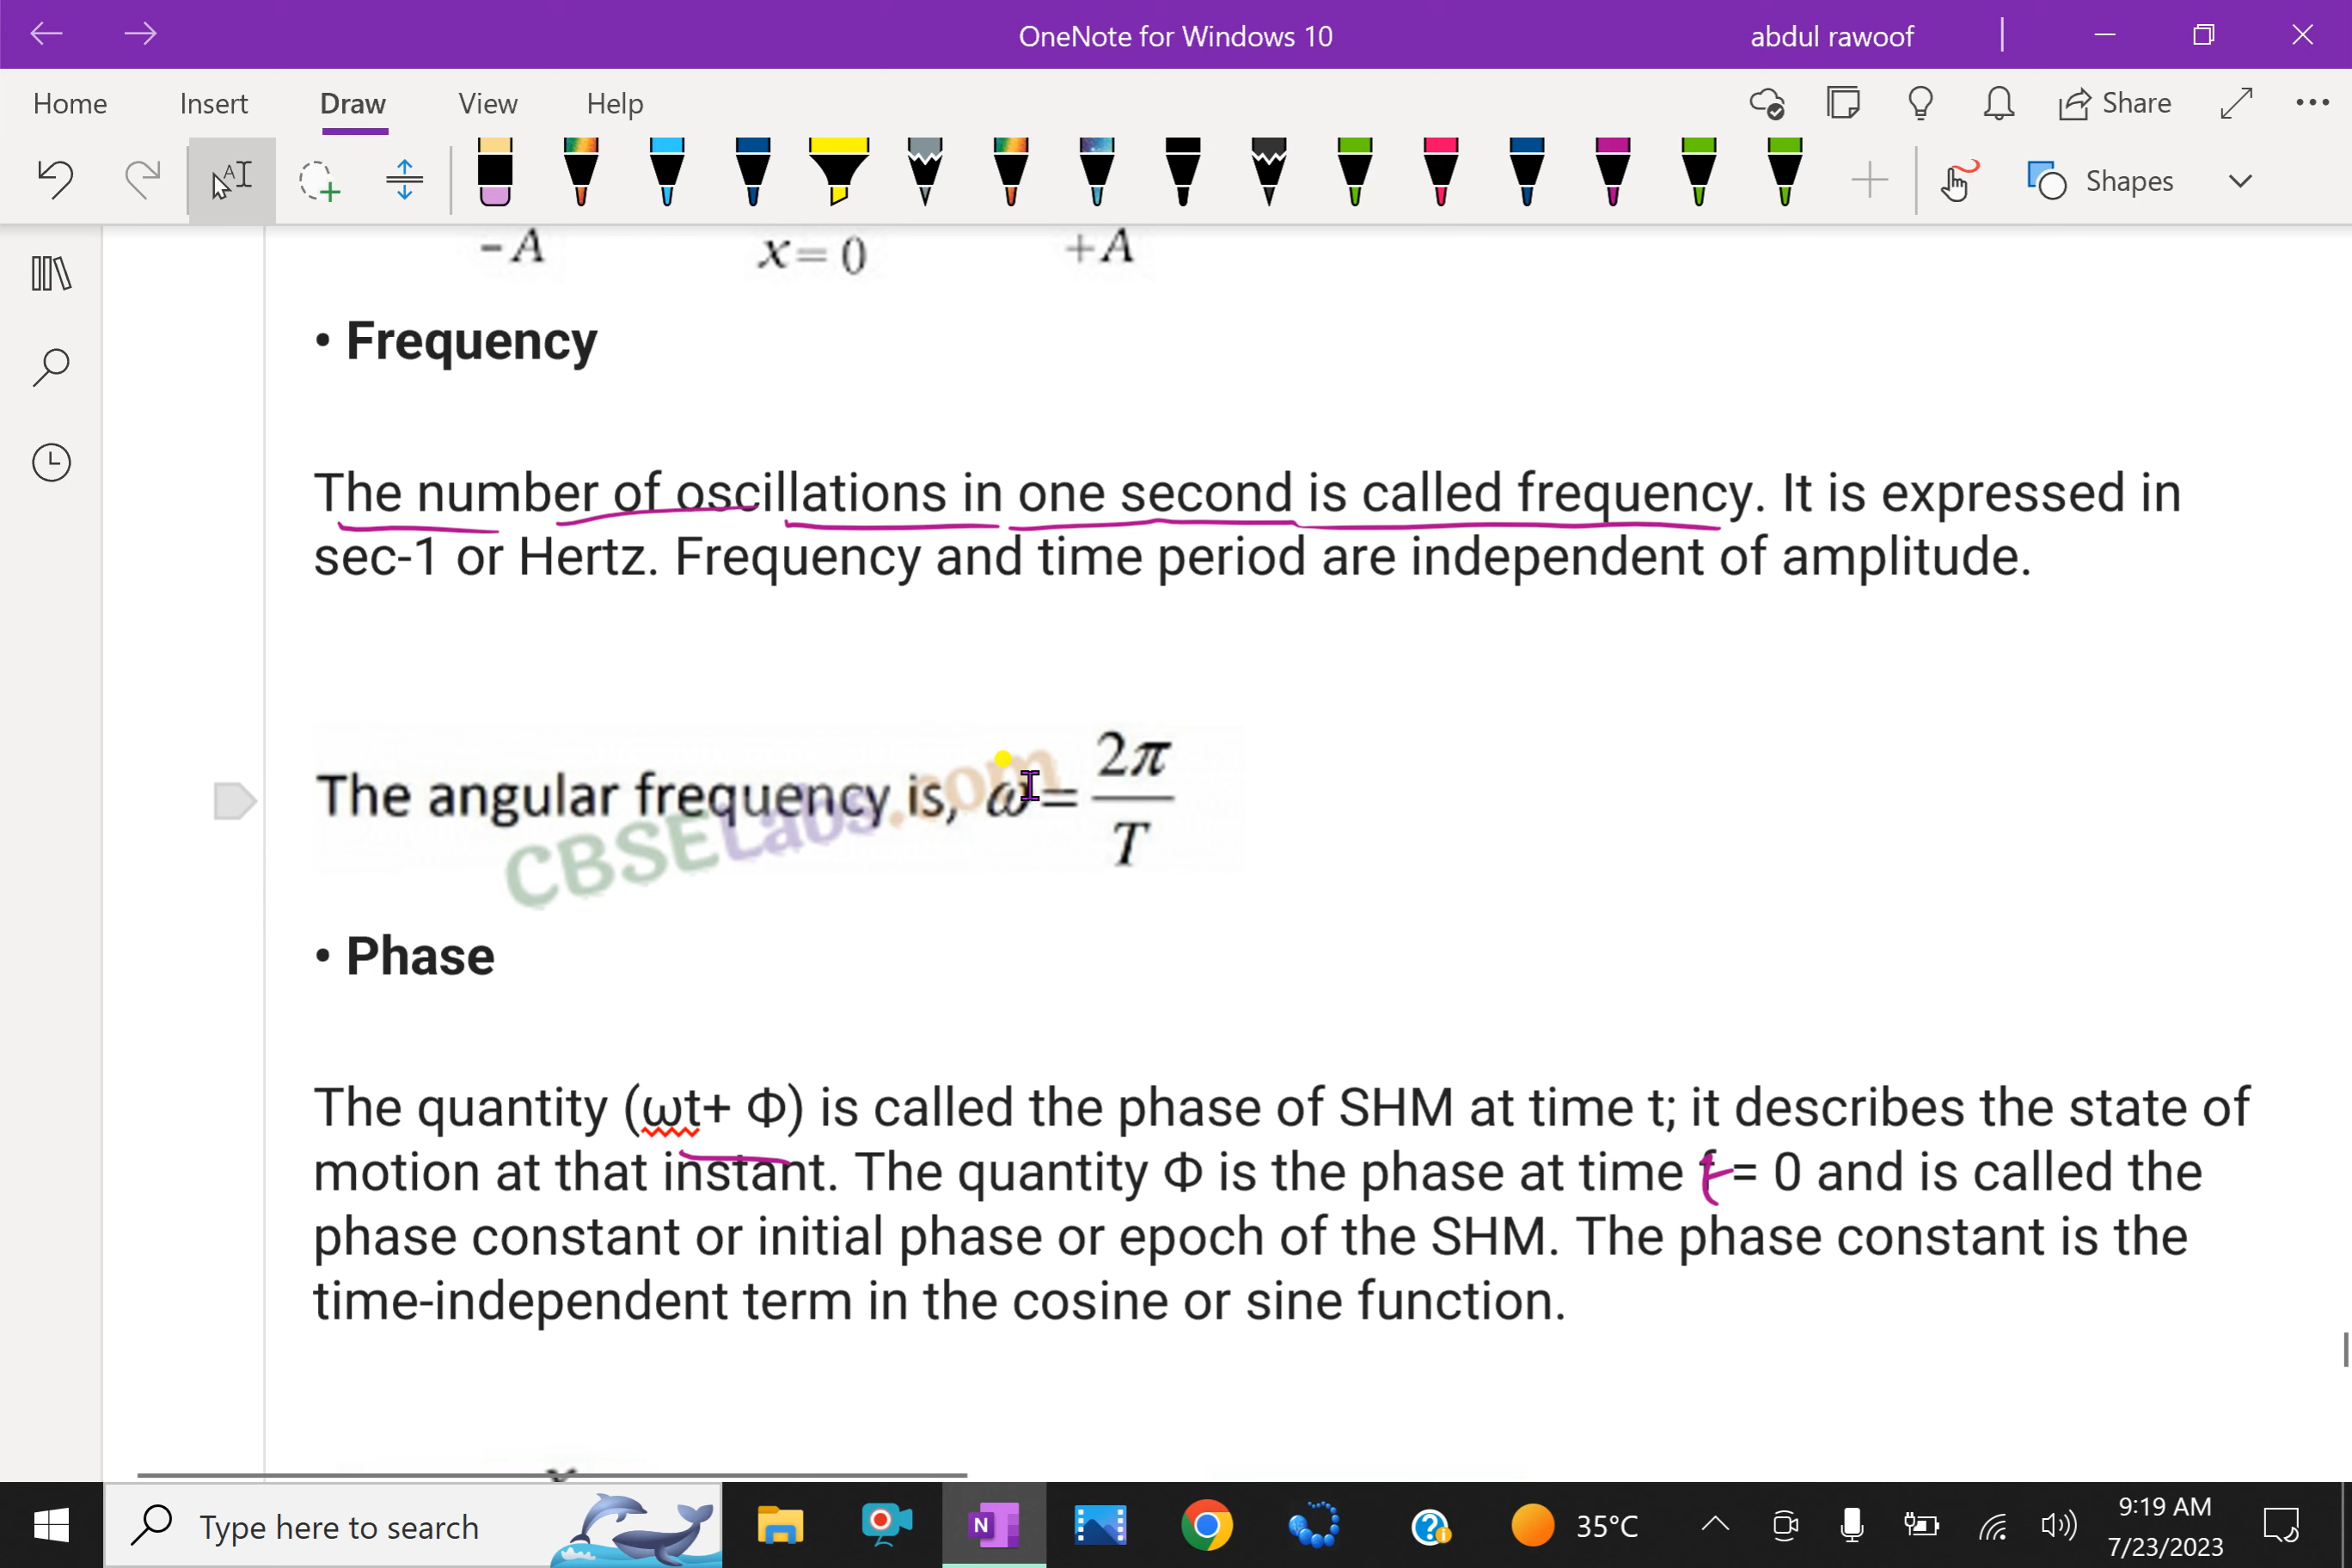 OneNote for Windows 10
abdul rawoof
Home Insert Draw View Help
Share
Shapes
-A x=0 +A
• Frequency
The number of oscillations in one second is called frequency. It is expressed in
sec-1 or Hertz. Frequency and time period are independent of amplitude.
The angular frequency is, ω = 2π/T
CBSELabs.com
• Phase
The quantity (ωt+ Φ) is called the phase of SHM at time t; it describes the state of
motion at that instant. The quantity Φ is the phase at time t = 0 and is called the
phase constant or initial phase or epoch of the SHM. The phase constant is the
time-independent term in the cosine or sine function.
Type here to search
35°C
9:19 AM
7/23/2023